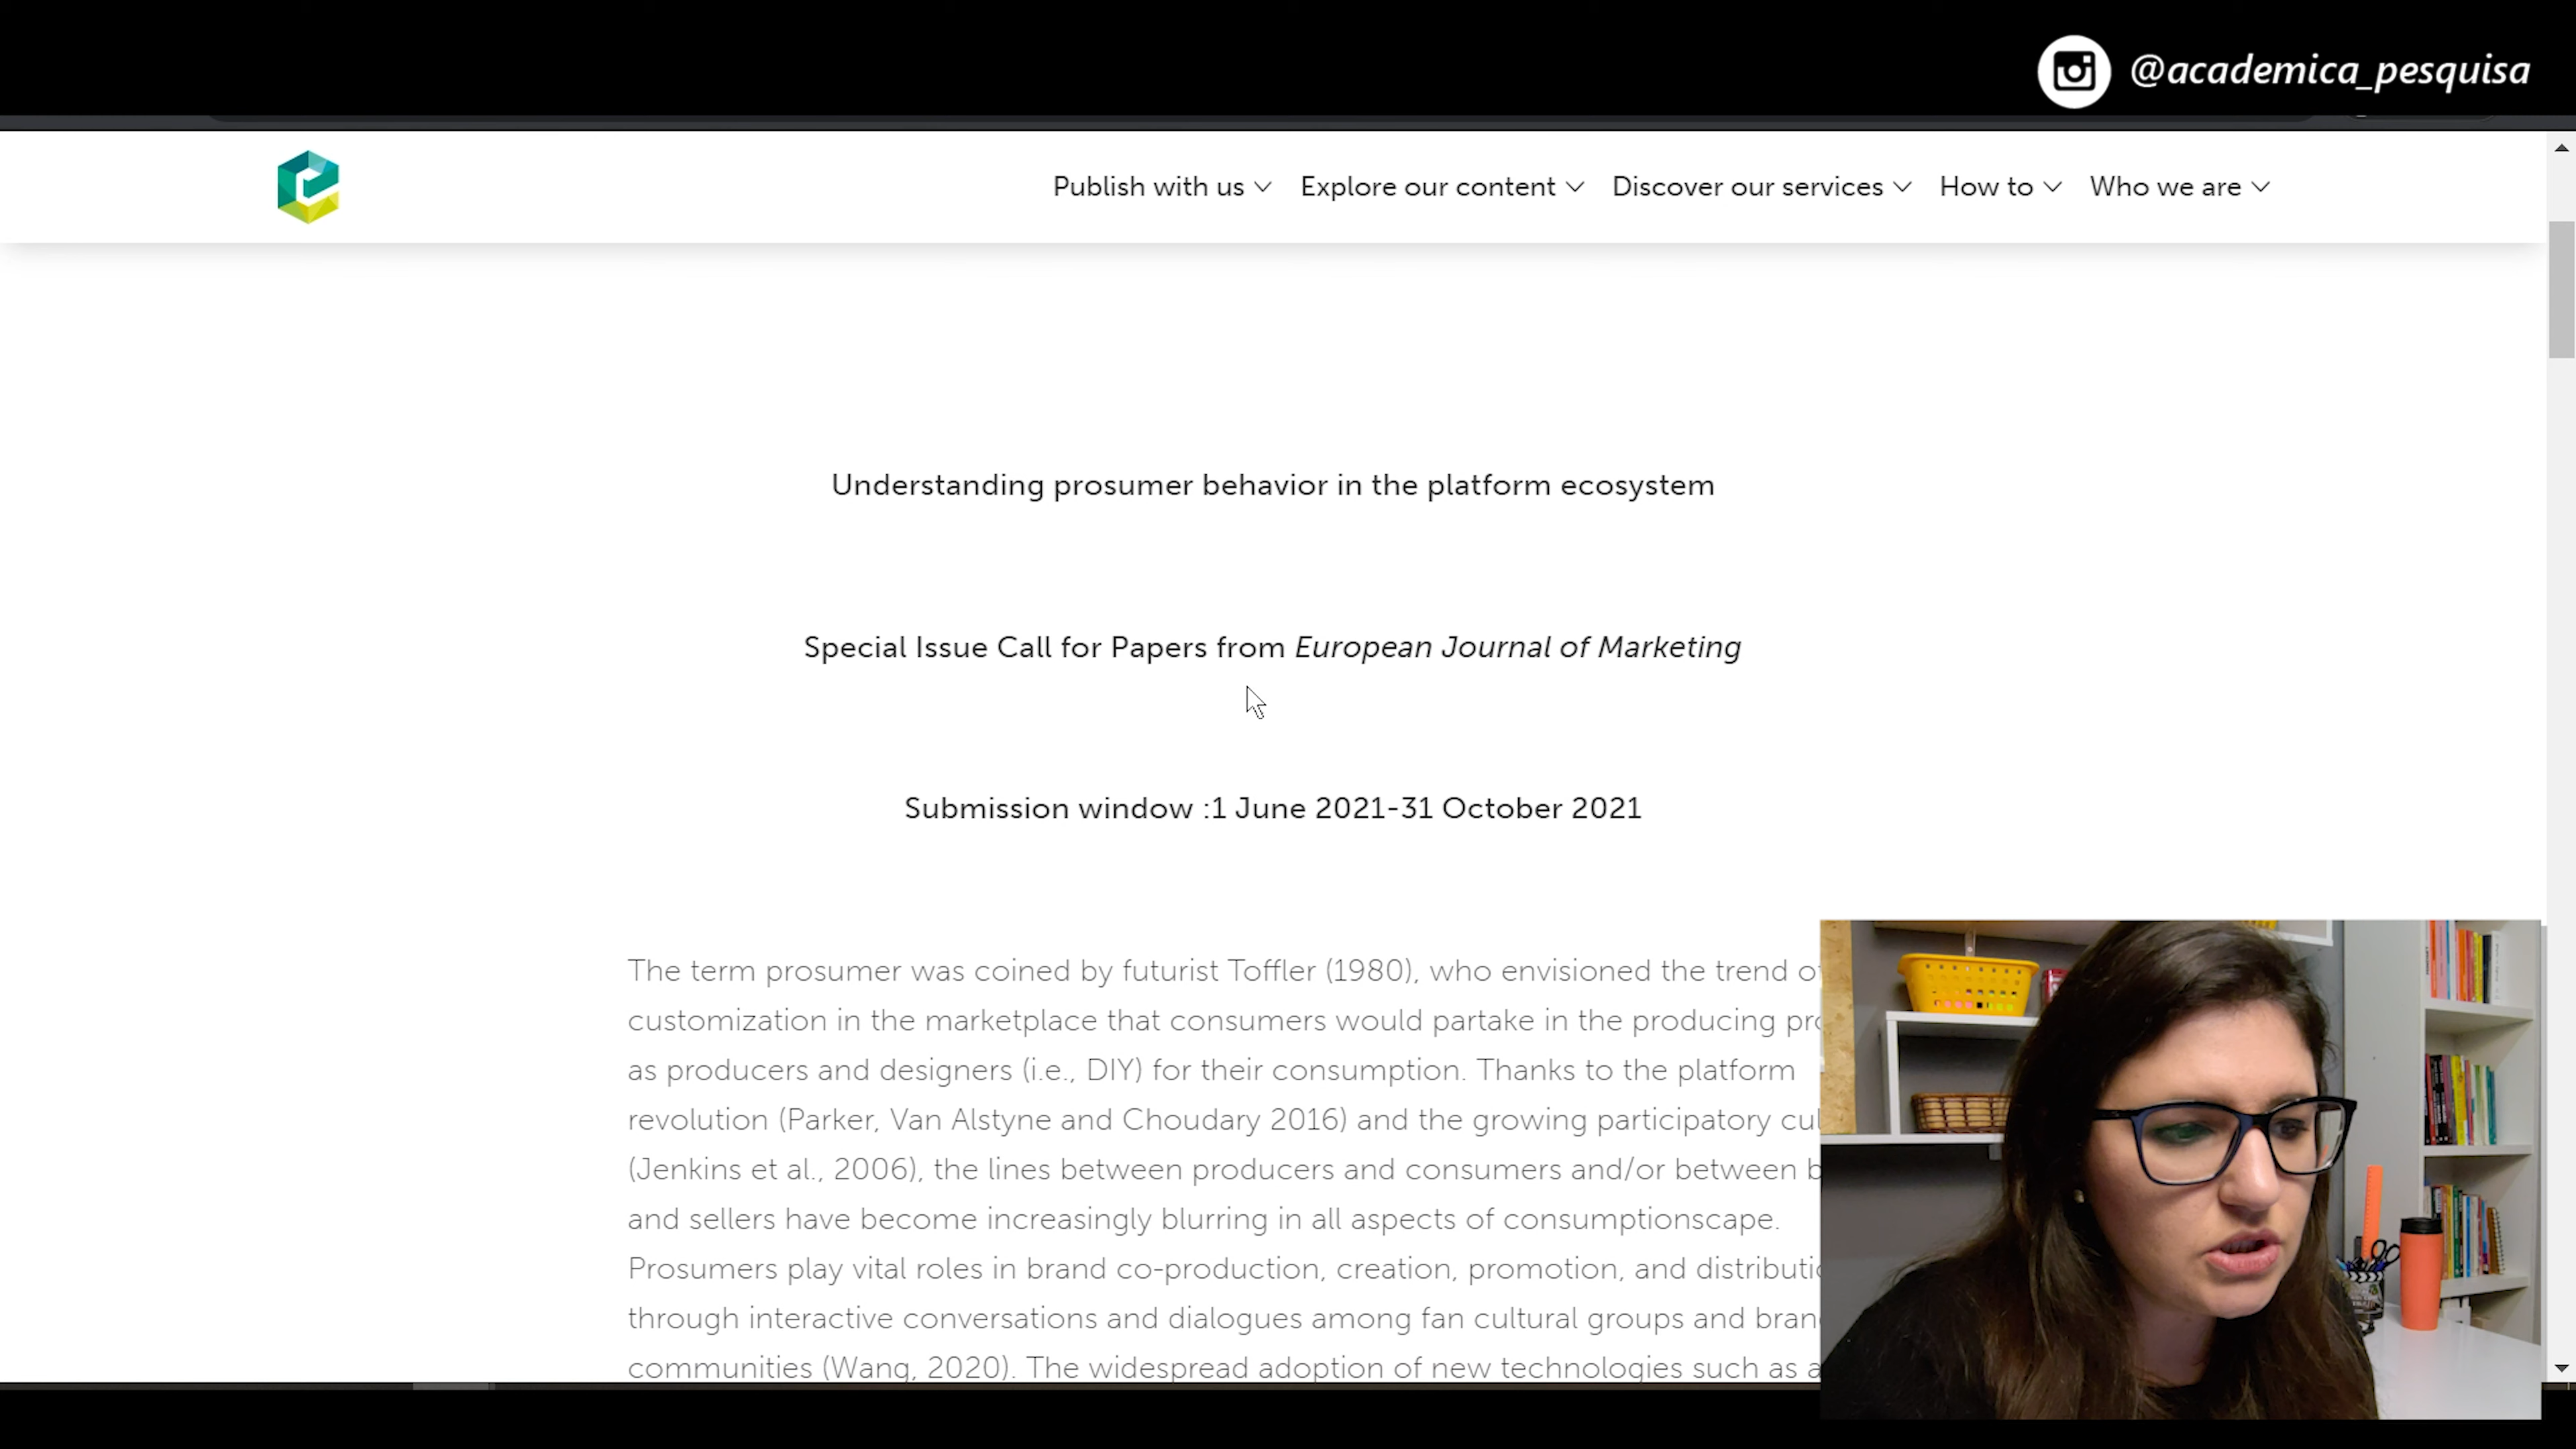 @academica_pesquisa
Publish with us Explore our content Discover our services How to Who we are
Understanding prosumer behavior in the platform ecosystem
Special Issue Call for Papers from European Journal of Marketing
Submission window :1 June 2021-31 October 2021
The term prosumer was coined by futurist Toffler (1980), who envisioned the trend of
customization in the marketplace that consumers would partake in the producing
as producers and designers (i.e., DIY) for their consumption. Thanks to the platform
revolution (Parker, Van Alstyne and Choudary 2016) and the growing participatory
(Jenkins et al., 2006), the lines between producers and consumers and/or between
and sellers have become increasingly blurring in all aspects of consumptionscape.
Prosumers play vital roles in brand co-production, creation, promotion, and
through interactive conversations and dialogues among fan cultural groups and
communities (Wang, 2020). The widespread adoption of new technologies such as